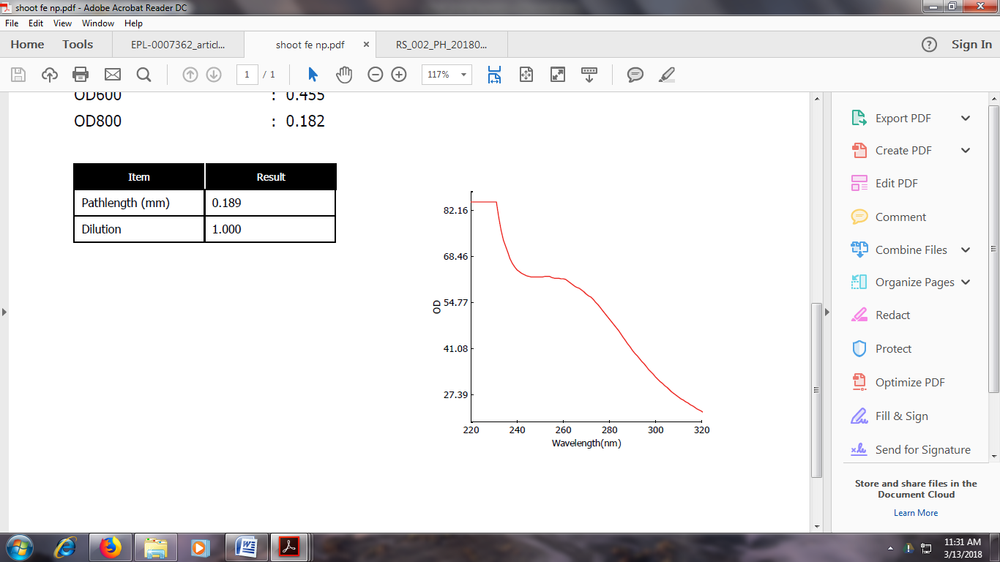 shoot fe np.pdf - Adobe Acrobat Reader DC
File Edit View Window Help
Home Tools EPL-0007362_articl... shoot fe np.pdf RS_002_PH_20180... Sign In
1 / 1 117%
OD600 : 0.455
OD800 : 0.182
Item Result
Pathlength (mm) 0.189
Dilution 1.000
82.16
68.46
54.77
41.08
27.39
OD
220 240 260 280 300 320
Wavelength(nm)
Export PDF
Create PDF
Edit PDF
Comment
Combine Files
Organize Pages
Redact
Protect
Optimize PDF
Fill & Sign
Send for Signature
Store and share files in the
Document Cloud
Learn More
11:31 AM
3/13/2018